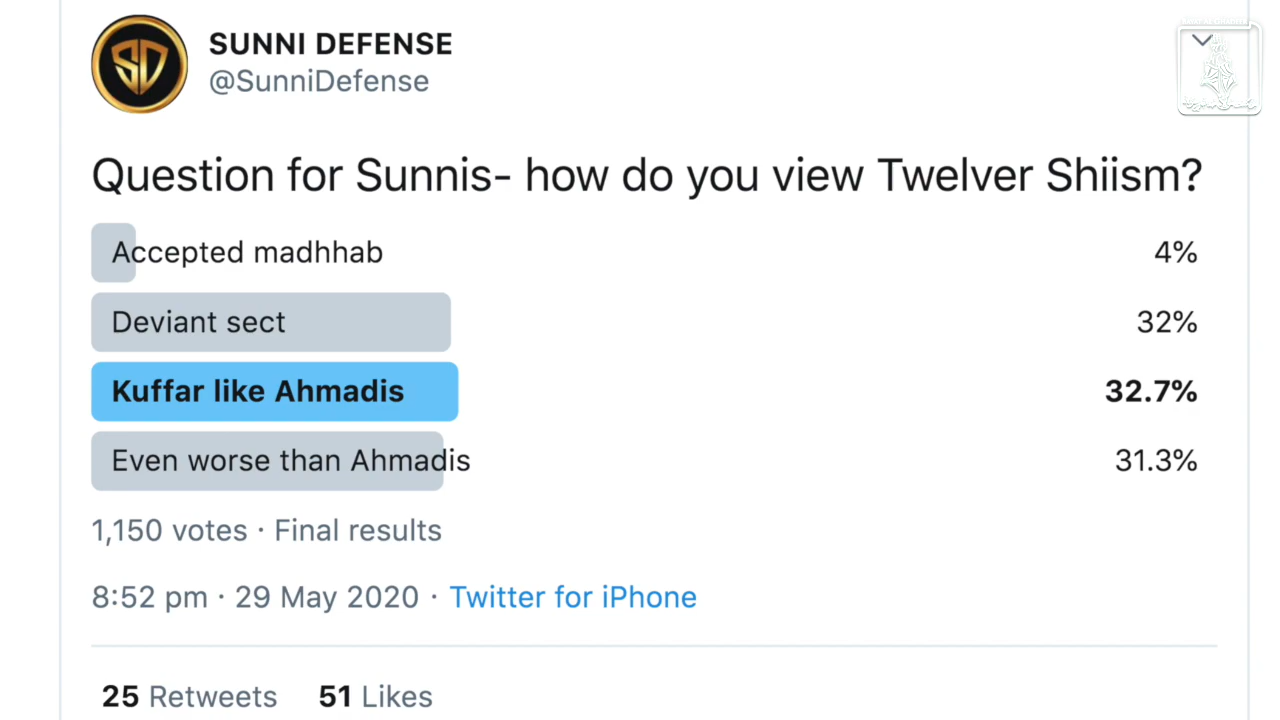 SUNNI DEFENSE
@SunniDefense
Question for Sunnis- how do you view Twelver Shiism?
Accepted madhhab 4%
Deviant sect 32%
Kuffar like Ahmadis 32.7%
Even worse than Ahmadis 31.3%
1,150 votes · Final results
8:52 pm · 29 May 2020 · Twitter for iPhone
25 Retweets 51 Likes